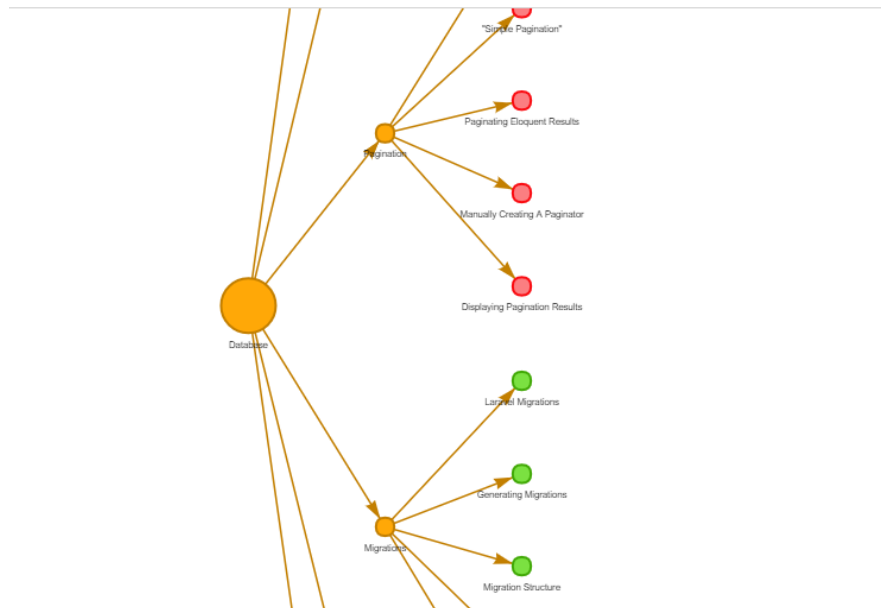 "Simple Pagination"
Paginating Eloquent Results
Pagination
Manually Creating A Paginator
Displaying Pagination Results
Database
Laravel Migrations
Generating Migrations
Migrations
Migration Structure